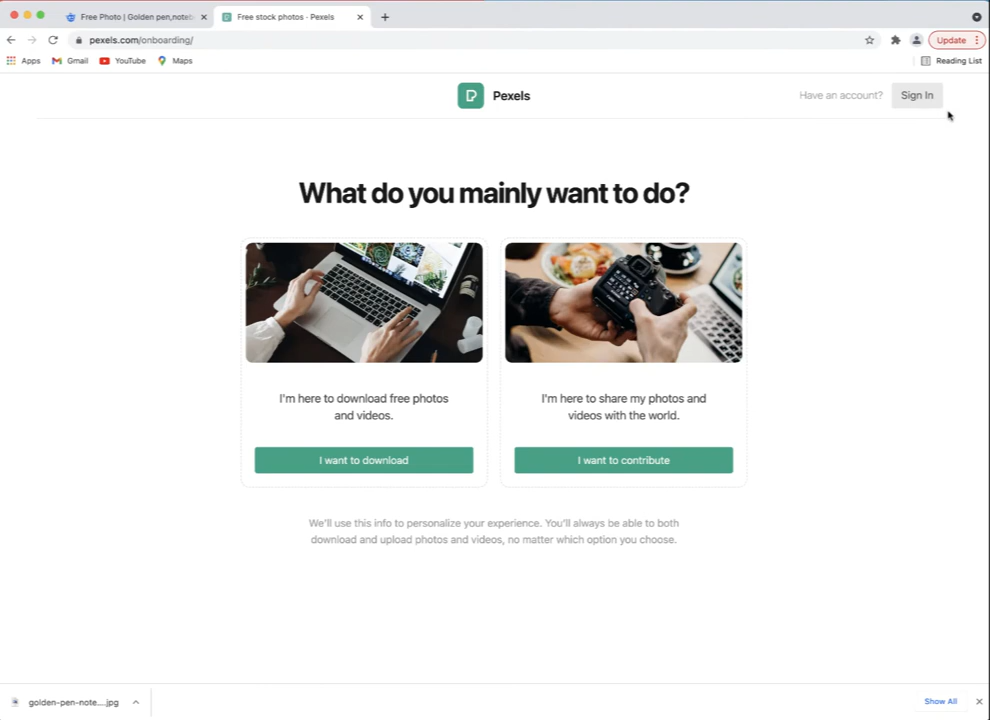 Free Photo | Golden pen,noteb
Free stock photos · Pexels
pexels.com/onboarding/
Update
Apps
Gmail
YouTube
Maps
Reading List
Pexels
Have an account?
Sign In
What do you mainly want to do?
I'm here to download free photos
and videos.
I want to download
I'm here to share my photos and
videos with the world.
I want to contribute
We'll use this info to personalize your experience. You'll always be able to both
download and upload photos and videos, no matter which option you choose.
golden-pen-note....jpg
Show All